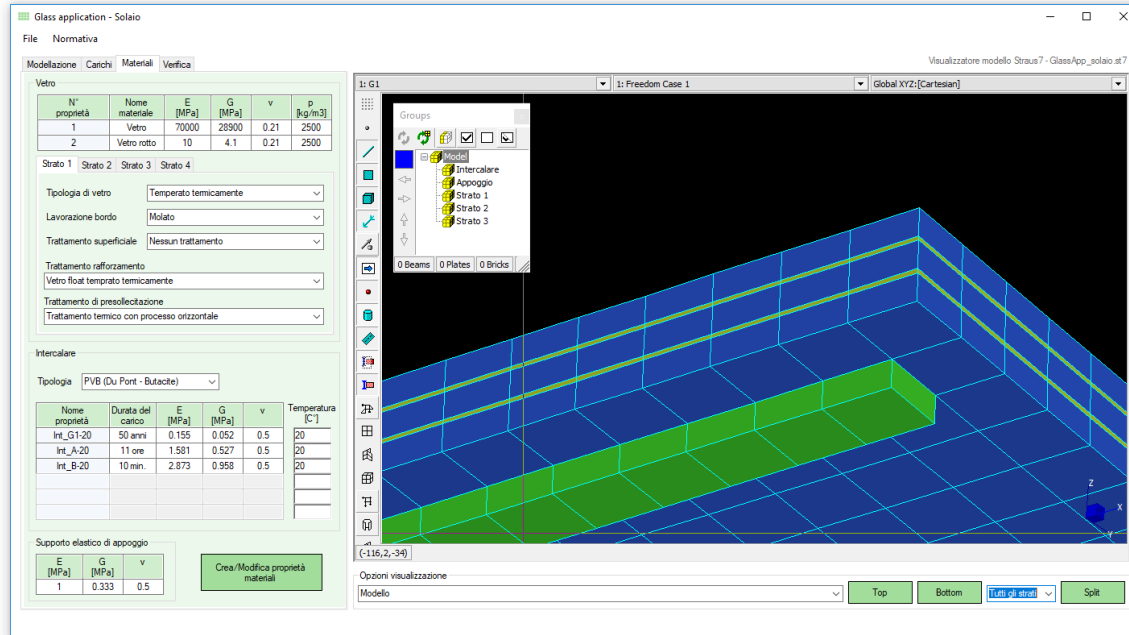 Glass application - Solaio
File Normativa
Modellazione Carichi Materiali Verifica
Visualizzatore modello Straus7 - GlassApp_solaio.st7
Vetro
N° proprietà Nome materiale E [MPa] G [MPa] v p [kg/m3]
1 Vetro 70000 28900 0.21 2500
2 Vetro rotto 10 4.1 0.21 2500
Strato 1 Strato 2 Strato 3 Strato 4
Tipologia di vetro Temperato termicamente
Lavorazione bordo Molato
Trattamento superficiale Nessun trattamento
Trattamento rafforzamento
Vetro float temprato termicamente
Trattamento di presollecitazione
Trattamento termico con processo orizzontale
Intercalare
Tipologia PVB (Du Pont - Butacite)
Nome proprietà Durata del carico E [MPa] G [MPa] v Temperatura [C°]
Int_G1-20 50 anni 0.155 0.052 0.5 20
Int_A-20 11 ore 1.581 0.527 0.5 20
Int_B-20 10 min. 2.873 0.958 0.5 20
Supporto elastico di appoggio
E [MPa] G [MPa] v
1 0.333 0.5
Crea/Modifica proprietà materiali
1: G1 1: Freedom Case 1 Global XYZ:[Cartesian]
Groups
Model
Intercalare
Appoggio
Strato 1
Strato 2
Strato 3
0 Beams 0 Plates 0 Bricks
Z
X
Y
(-116,2,-34)
Opzioni visualizzazione
Modello Top Bottom Tutti gli strati Split